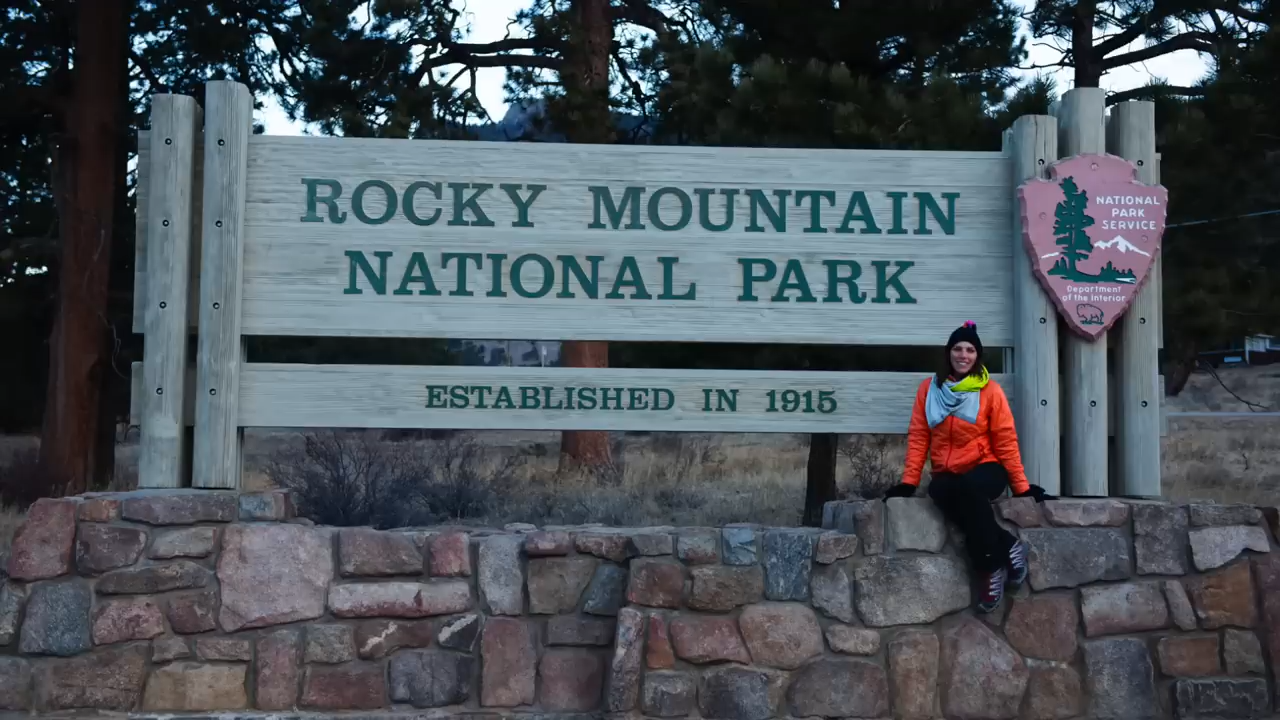 ROCKY MOUNTAIN
NATIONAL PARK
ESTABLISHED IN 1915
NATIONAL
PARK
SERVICE
Department
of the Interior